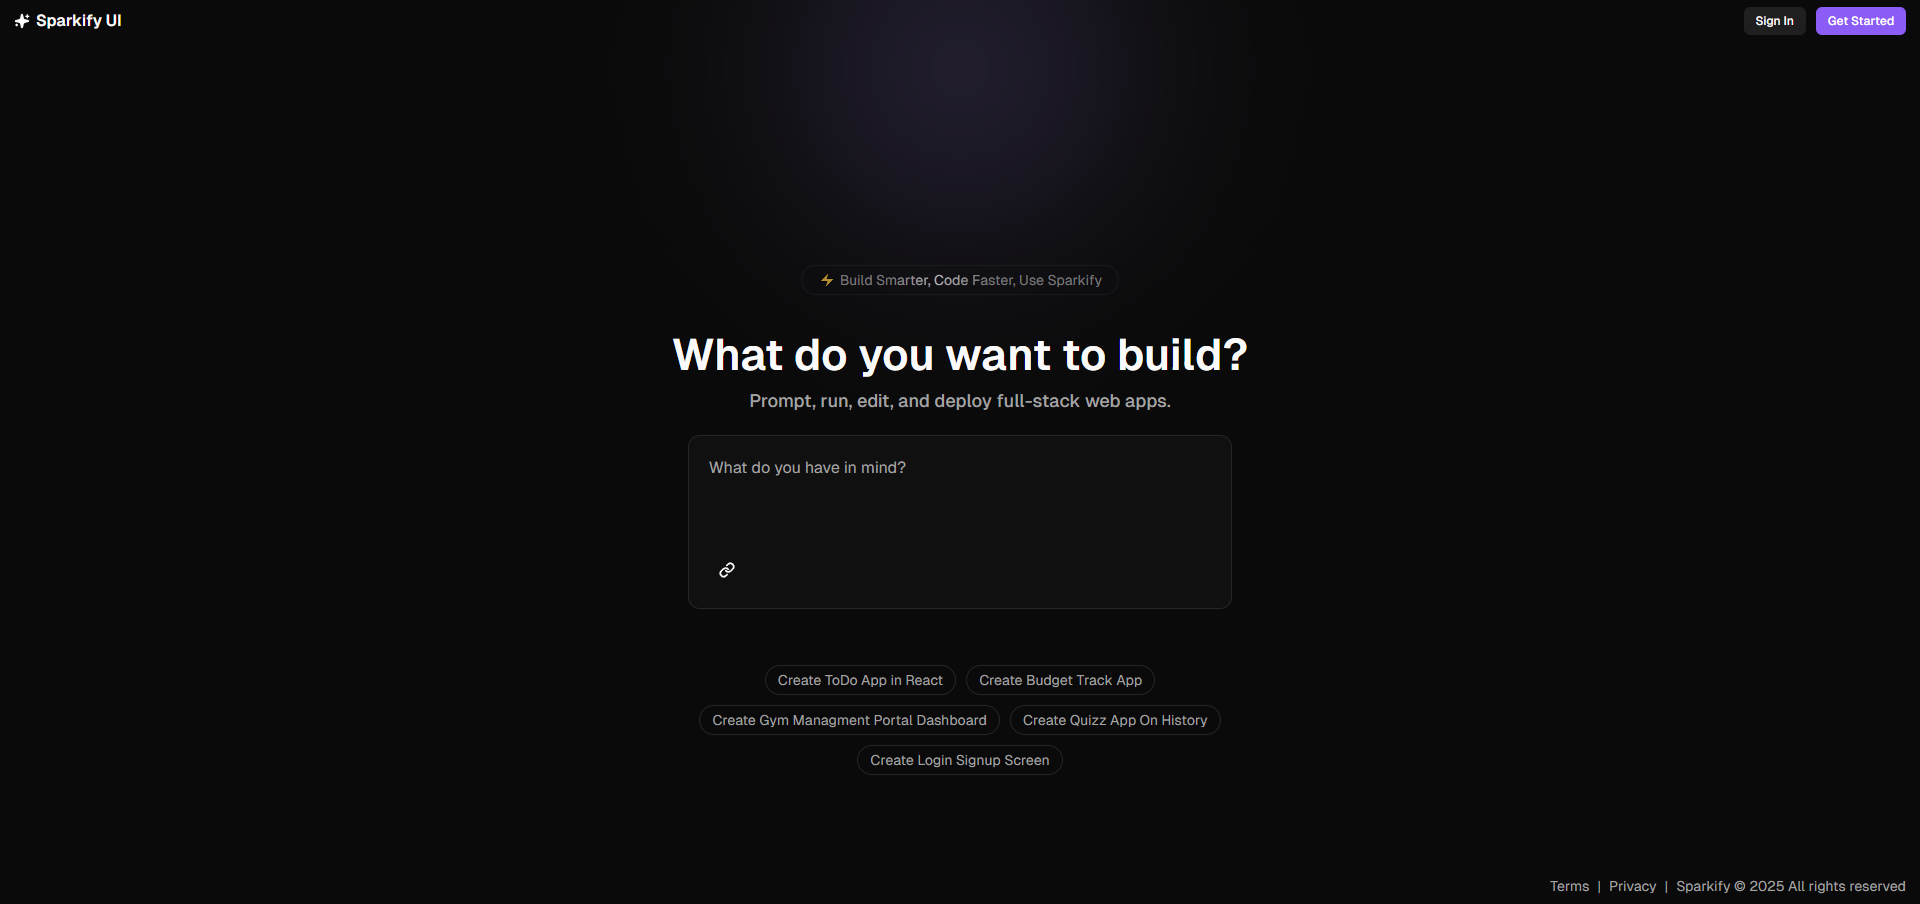 Sparkify UI
Sign In
Get Started
Build Smarter, Code Faster, Use Sparkify
What do you want to build?
Prompt, run, edit, and deploy full-stack web apps.
What do you have in mind?
Create ToDo App in React
Create Budget Track App
Create Gym Managment Portal Dashboard
Create Quizz App On History
Create Login Signup Screen
Terms | Privacy | Sparkify © 2025 All rights reserved